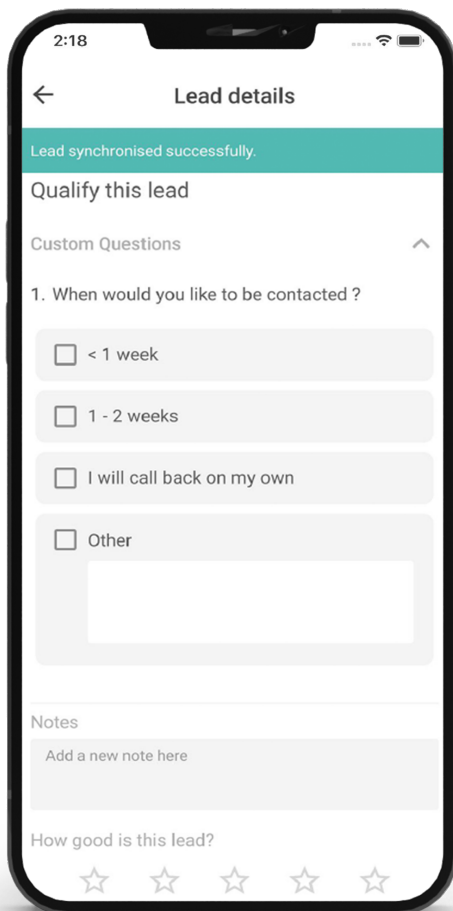 2:18
Lead details
Lead synchronised successfully.
Qualify this lead
Custom Questions
1. When would you like to be contacted ?
< 1 week
1 - 2 weeks
I will call back on my own
Other
Notes
Add a new note here
How good is this lead?